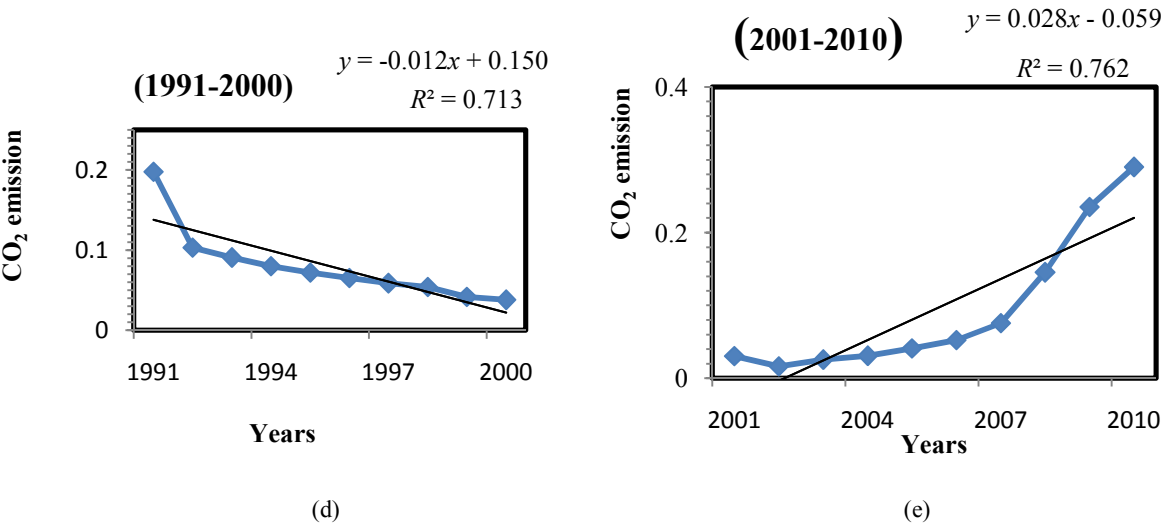 (1991-2000)
y = -0.012x + 0.150
R² = 0.713
CO₂ emission
0.2
0.1
0
1991 1994 1997 2000
Years
(d)
(2001-2010)
y = 0.028x - 0.059
R² = 0.762
CO₂ emission
0.4
0.2
0
2001 2004 2007 2010
Years
(e)